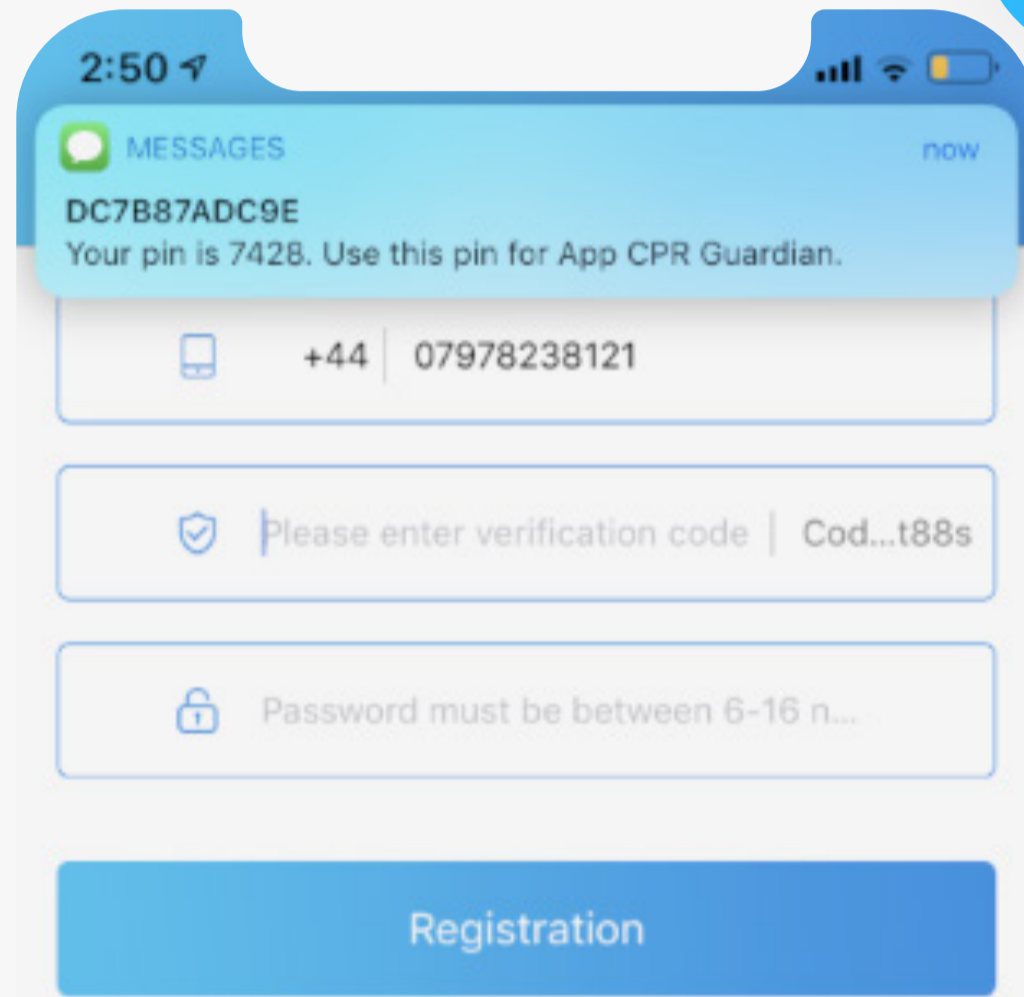 2:50
MESSAGES now
DC7B87ADC9E
Your pin is 7428. Use this pin for App CPR Guardian.
+44 07978238121
Please enter verification code Cod...t88s
Password must be between 6-16 n...
Registration